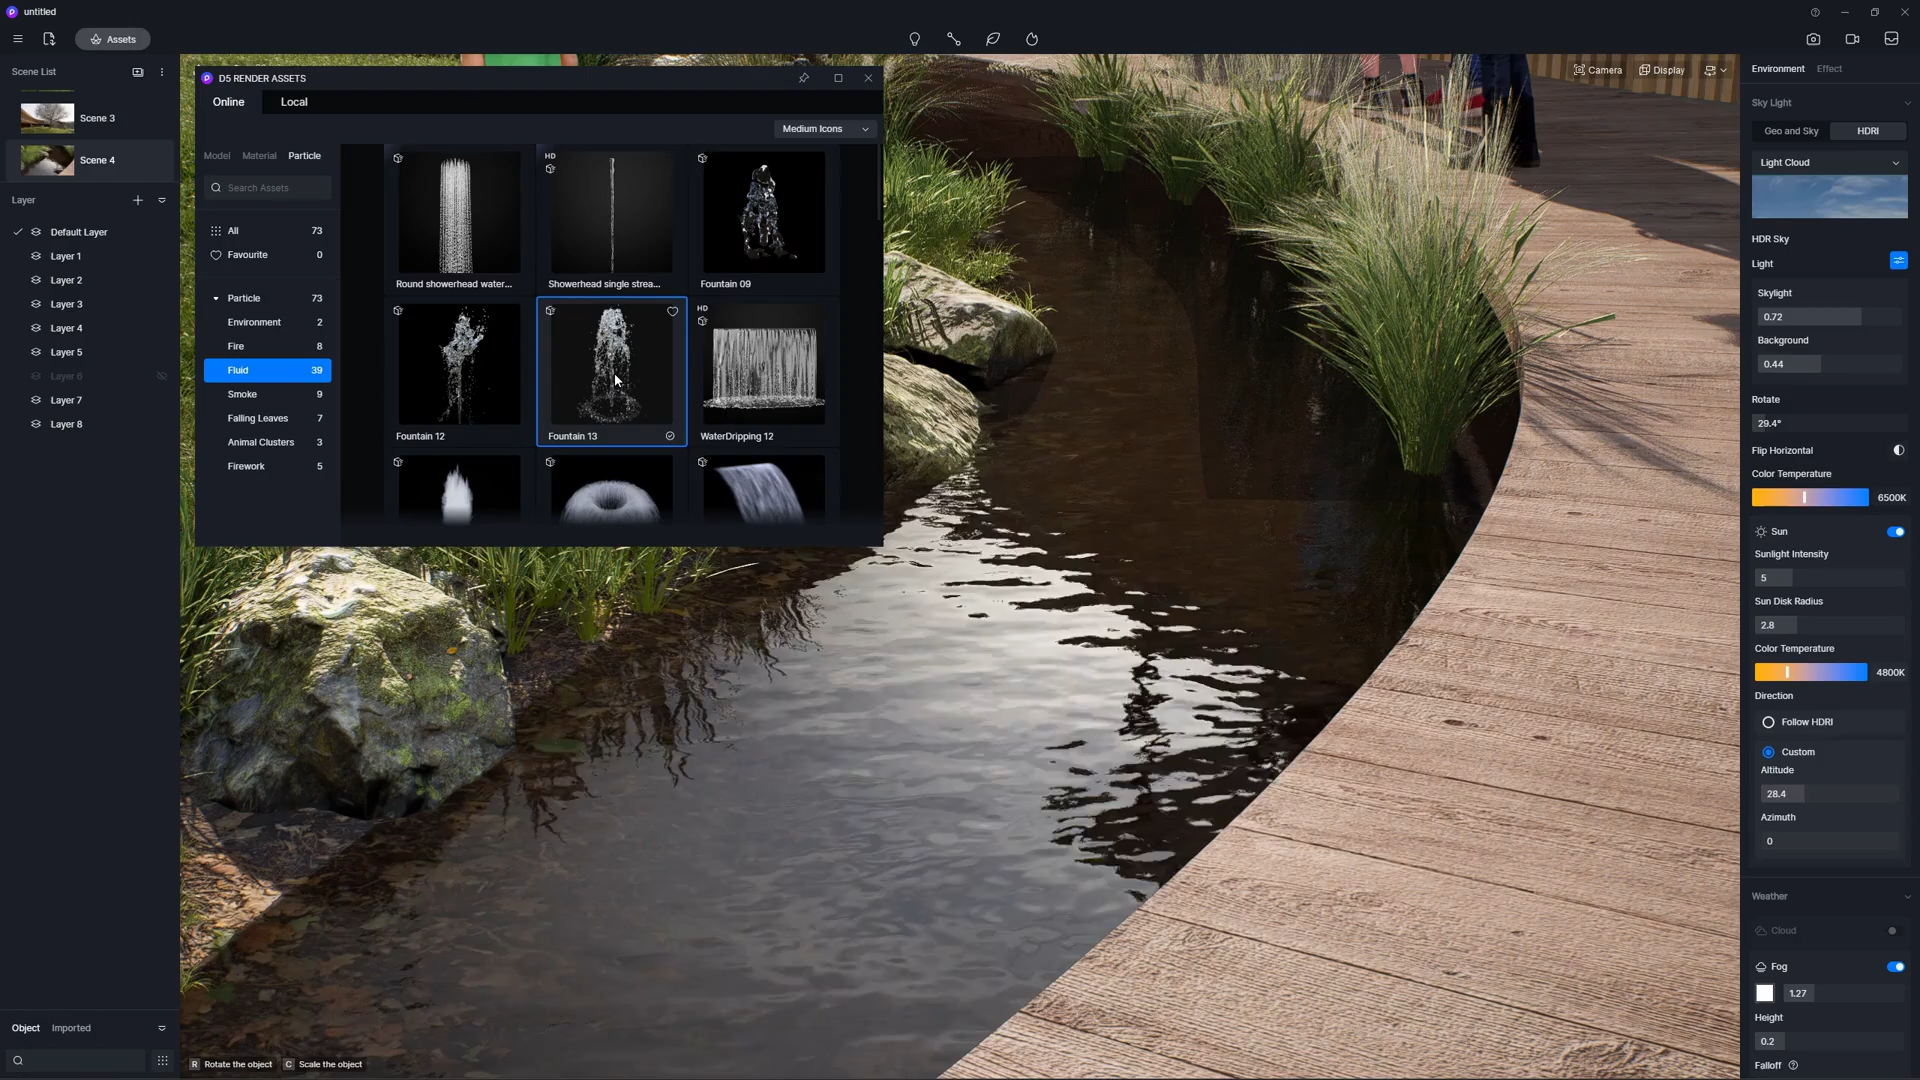 untitled
Assets
Scene List
Scene 3
Scene 4
Layer
Default Layer
Layer 1
Layer 2
Layer 3
Layer 4
Layer 5
Layer 6
Layer 7
Layer 8
Object Imported
D5 RENDER ASSETS
Online Local
Medium Icons
Model Material Particle
Search Assets
All 73
Favourite 0
Particle 73
Environment 2
Fire 8
Fluid 39
Smoke 9
Falling Leaves 7
Animal Clusters 3
Firework 5
HD
Round showerhead water... Showerhead single strea... Fountain 09
HD
Fountain 12 Fountain 13 WaterDripping 12
R Rotate the object C Scale the object
Camera Display
Environment Effect
Sky Light
Geo and Sky HDRI
Light Cloud
HDR Sky
Light
Skylight
0.72
Background
0.44
Rotate
29.4°
Flip Horizontal
Color Temperature
6500K
Sun
Sunlight Intensity
5
Sun Disk Radius
2.8
Color Temperature
4800K
Direction
Follow HDRI
Custom
Altitude
28.4
Azimuth
0
Weather
Cloud
Fog
1.27
Height
0.2
Falloff